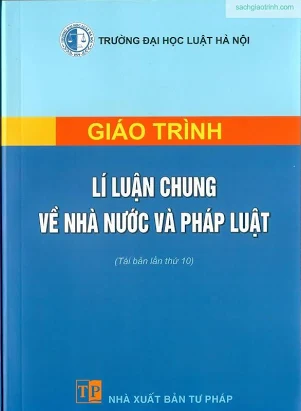 sachgiaotrinh.com
TRƯỜNG ĐẠI HỌC LUẬT HÀ NỘI
GIÁO TRÌNH
LÍ LUẬN CHUNG
VỀ NHÀ NƯỚC VÀ PHÁP LUẬT
(Tái bản lần thứ 10)
TP
NHÀ XUẤT BẢN TƯ PHÁP